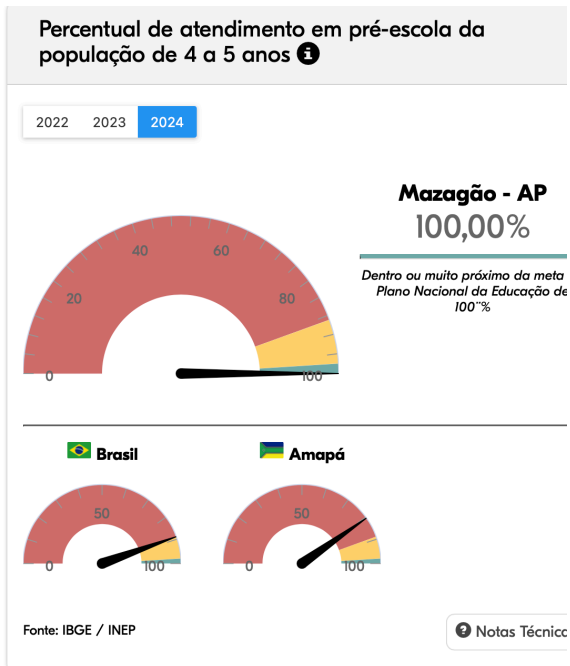 Percentual de atendimento em pré-escola da
população de 4 a 5 anos
2022 2023 2024
Mazagão - AP
100,00%
Dentro ou muito próximo da meta
Plano Nacional da Educação de
100¨%
0 20 40 60 80 100
Brasil
0 50 100
Amapá
0 50 100
Fonte: IBGE / INEP
Notas Técnica